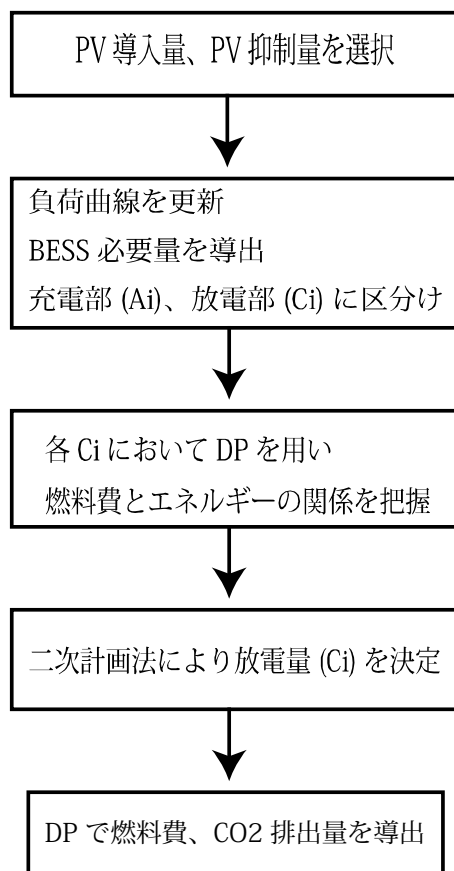 PV 導入量、PV 抑制量を選択
負荷曲線を更新
BESS 必要量を導出
充電部 (Ai)、放電部 (Ci) に区分け
各 Ci において DP を用い
燃料費とエネルギーの関係を把握
二次計画法により放電量 (Ci) を決定
DP で燃料費、CO2 排出量を導出